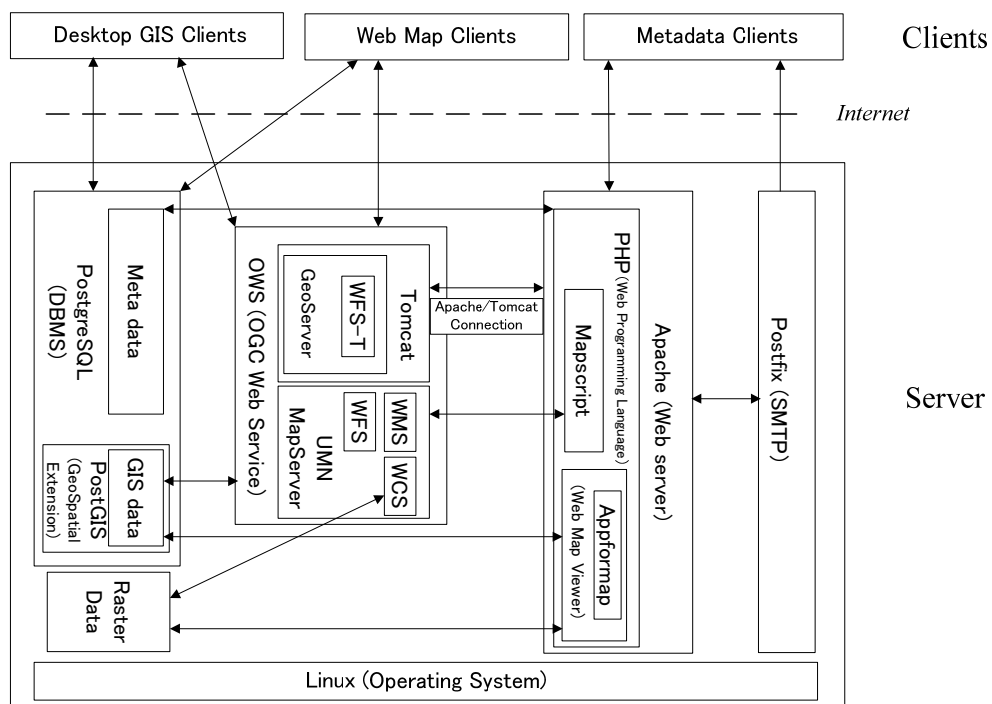 Desktop GIS Clients
Web Map Clients
Metadata Clients
Clients
Internet
PostgreSQL
(DBMS)
Meta data
PostGIS
(GeoSpatial
Extension)
GIS data
Raster
Data
OWS (OGC Web Service)
Tomcat
GeoServer
WFS-T
UMN
MapServer
WMS
WFS
WCS
Apache/Tomcat
Connection
Apache (Web server)
PHP (Web Programming Language)
Mapscript
Appformap
(Web Map Viewer)
Postfix (SMTP)
Server
Linux (Operating System)